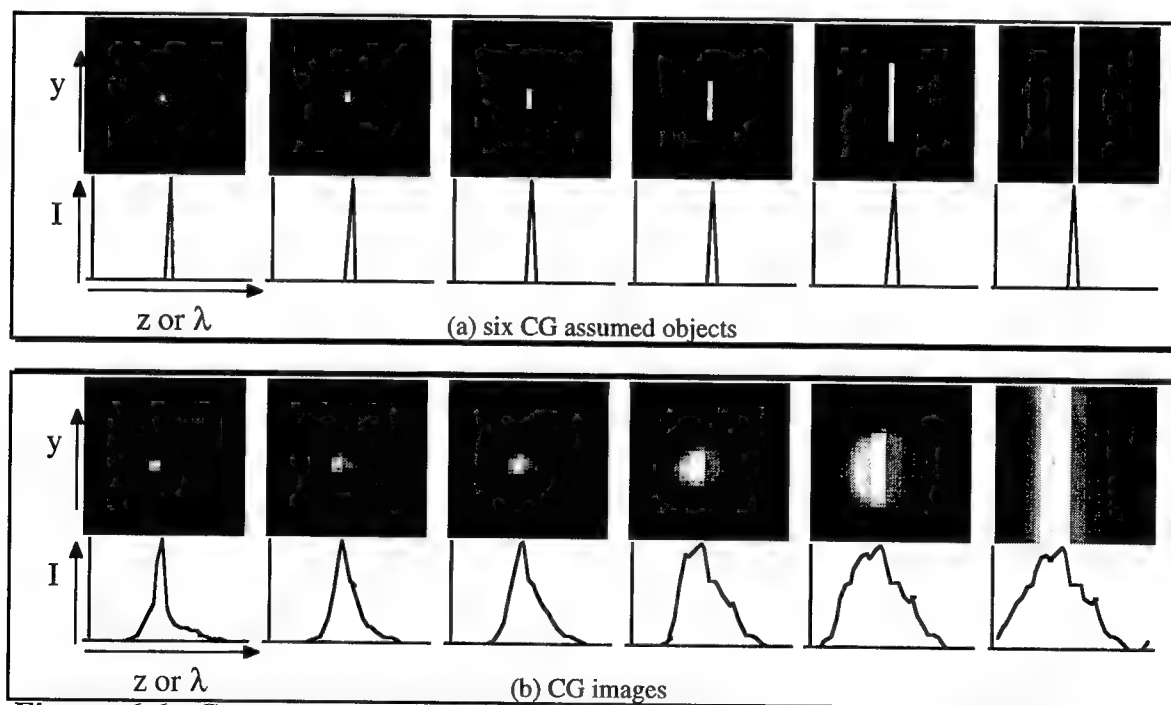 y
I
z or λ
(a) six CG assumed objects
y
I
z or λ
(b) CG images